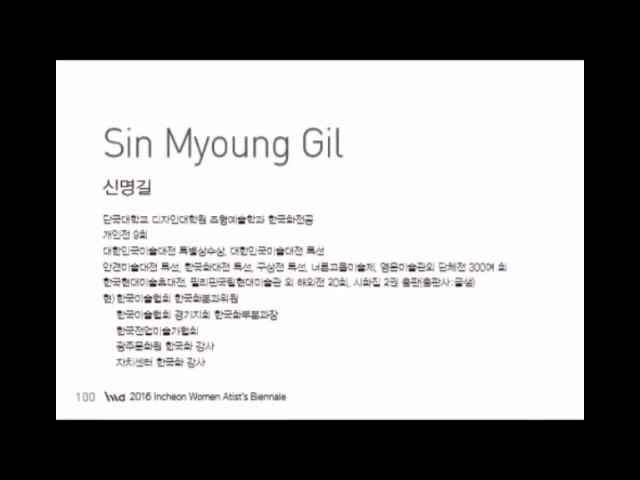 Sin Myoung Gil
신명길
단국대학교 디자인대학원 조형예술학과 한국화전공
개인전 9회
대한민국미술대전 특별상수상, 대한민국미술대전 특선
안견미술대전 특선, 한국화대전 특선, 구상전 특선, 너른고을미술제, 영은미술관외 단체전 300여 회
한국현대미술초대전, 필리핀국립현대미술관 외 해외전 20회, 시화집 2권 출판(출판사:글샘)
현) 한국미술협회 한국화분과위원
한국미술협회 경기지회 한국화부분과장
한국전업미술가협회
광주문화원 한국화 강사
자치센터 한국화 강사
100 iwa 2016 Incheon Women Atist's Biennale